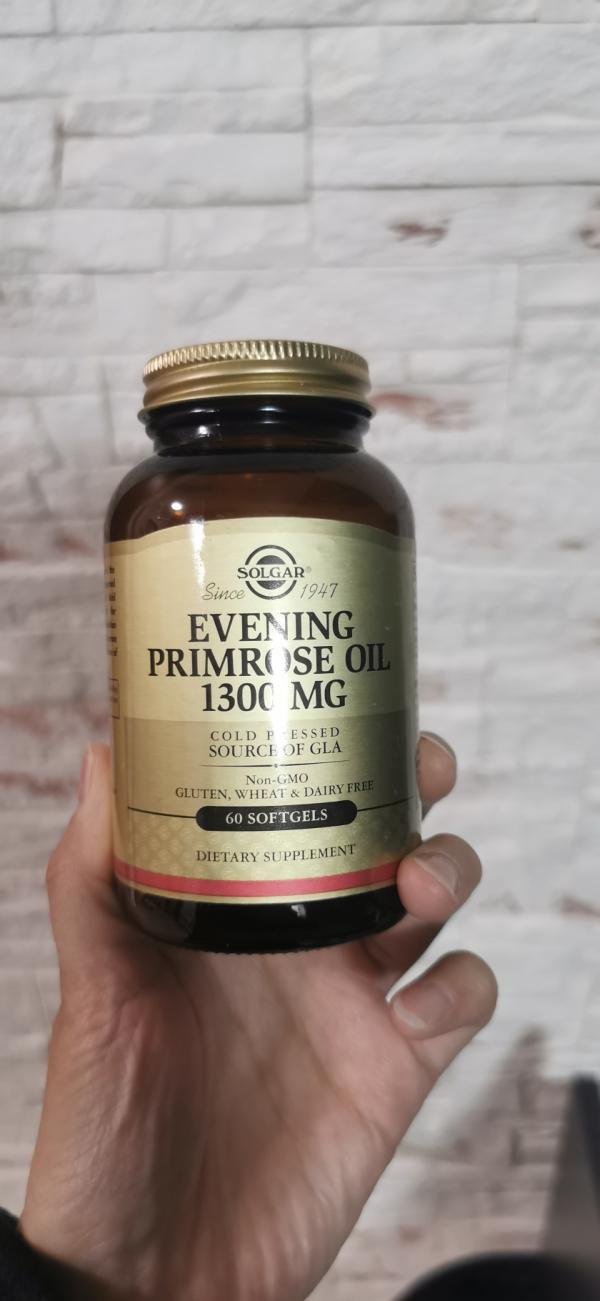 SOLGAR®
Since 1947
EVENING
PRIMROSE OIL
1300 MG
COLD PRESSED
SOURCE OF GLA
Non-GMO
GLUTEN, WHEAT & DAIRY FREE
60 SOFTGELS
DIETARY SUPPLEMENT